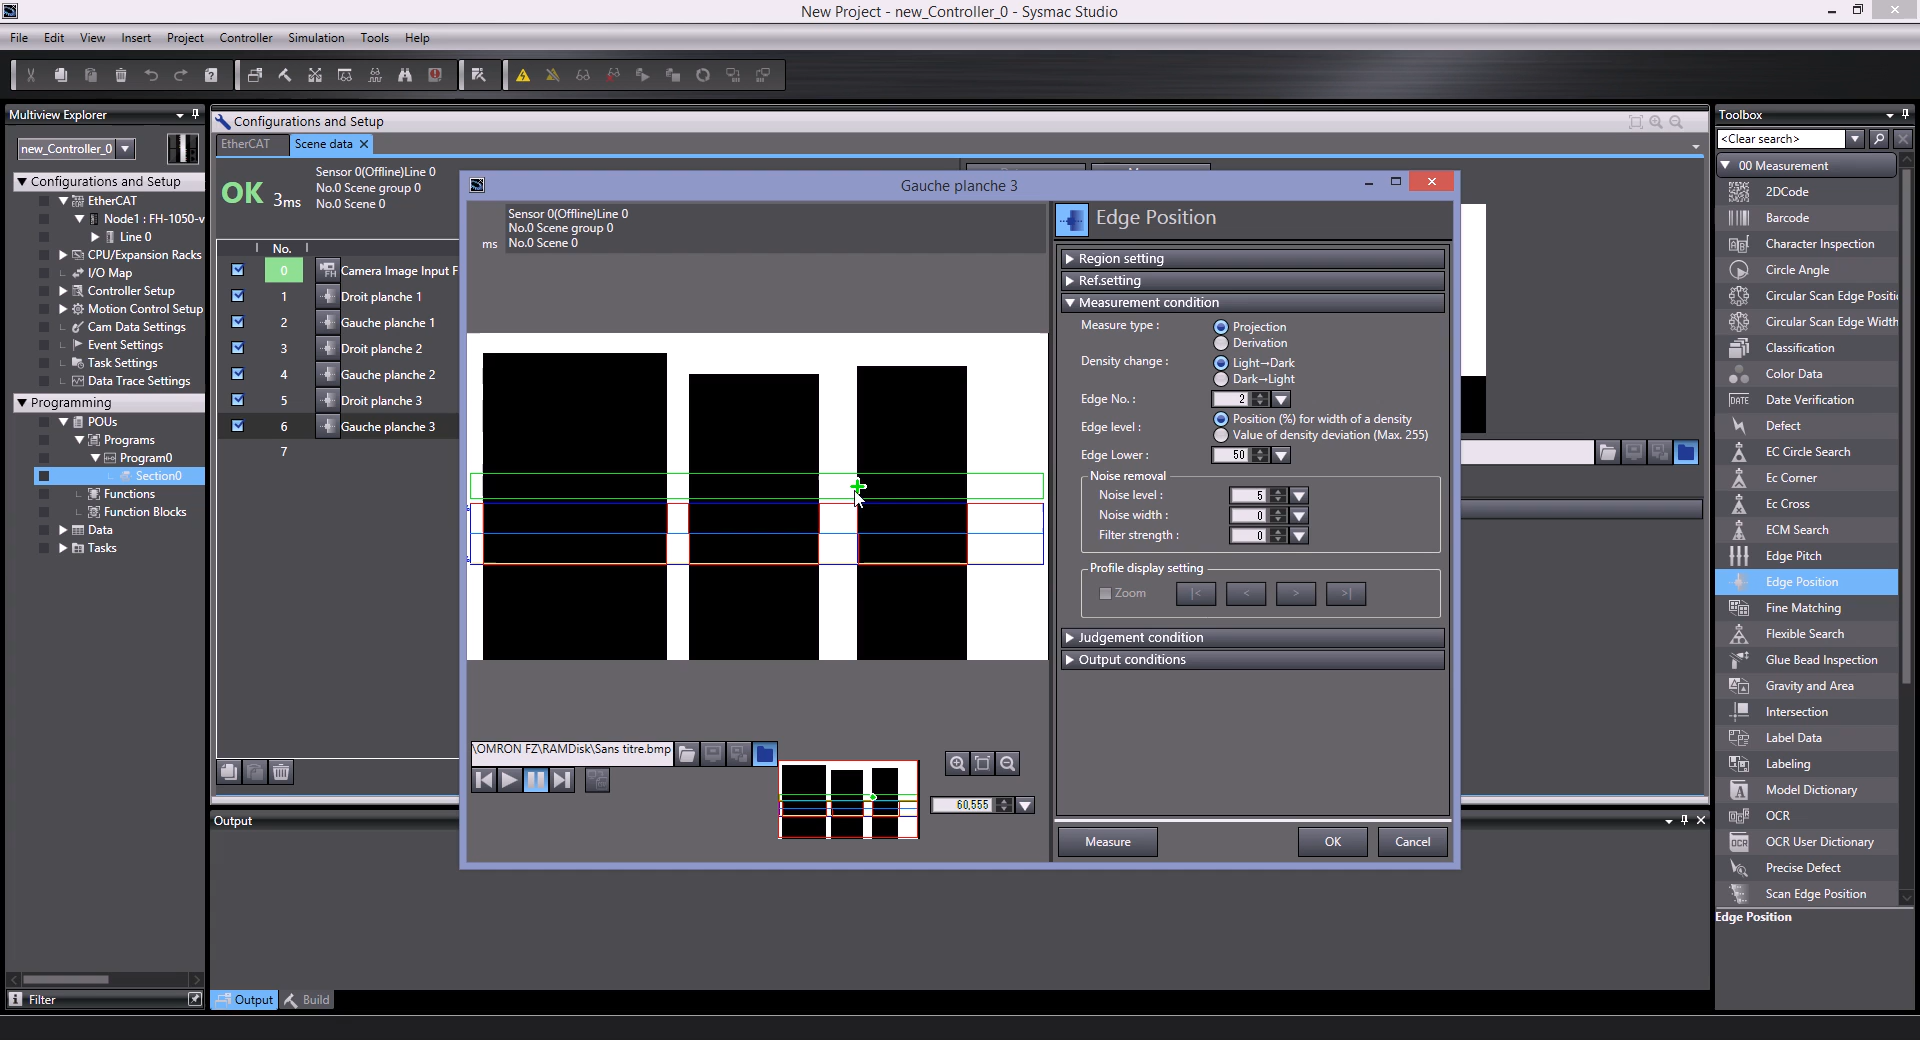 New Project - new_Controller_0 - Sysmac Studio
File Edit View Insert Project Controller Simulation Tools Help
Multiview Explorer
new_Controller_0
Configurations and Setup
EtherCAT
Node1 : FH-1050-v
Line 0
CPU/Expansion Racks
I/O Map
Controller Setup
Motion Control Setup
Cam Data Settings
Event Settings
Task Settings
Data Trace Settings
Programming
POUs
Programs
Program0
Section0
Functions
Function Blocks
Data
Tasks
Filter
Configurations and Setup
EtherCAT
Scene data
OK 3ms
Sensor 0(Offline)Line 0
No.0 Scene group 0
No.0 Scene 0
No.
0 Camera Image Input F
1 Droit planche 1
2 Gauche planche 1
3 Droit planche 2
4 Gauche planche 2
5 Droit planche 3
6 Gauche planche 3
7
Output
Output Build
Gauche planche 3
ms
Sensor 0(Offline)Line 0
No.0 Scene group 0
No.0 Scene 0
\OMRON FZ\RAMDisk\Sans titre.bmp
60,555
Edge Position
Region setting
Ref.setting
Measurement condition
Measure type :
Projection
Derivation
Density change :
Light→Dark
Dark→Light
Edge No. : 2
Edge level :
Position (%) for width of a density
Value of density deviation (Max. 255)
Edge Lower : 50
Noise removal
Noise level : 5
Noise width : 0
Filter strength : 0
Profile display setting
Zoom |< < > >|
Judgement condition
Output conditions
Measure OK Cancel
Toolbox
<Clear search>
00 Measurement
2DCode
Barcode
Character Inspection
Circle Angle
Circular Scan Edge Positic
Circular Scan Edge Width
Classification
Color Data
Date Verification
Defect
EC Circle Search
Ec Corner
Ec Cross
ECM Search
Edge Pitch
Edge Position
Fine Matching
Flexible Search
Glue Bead Inspection
Gravity and Area
Intersection
Label Data
Labeling
Model Dictionary
OCR
OCR User Dictionary
Precise Defect
Scan Edge Position
Edge Position